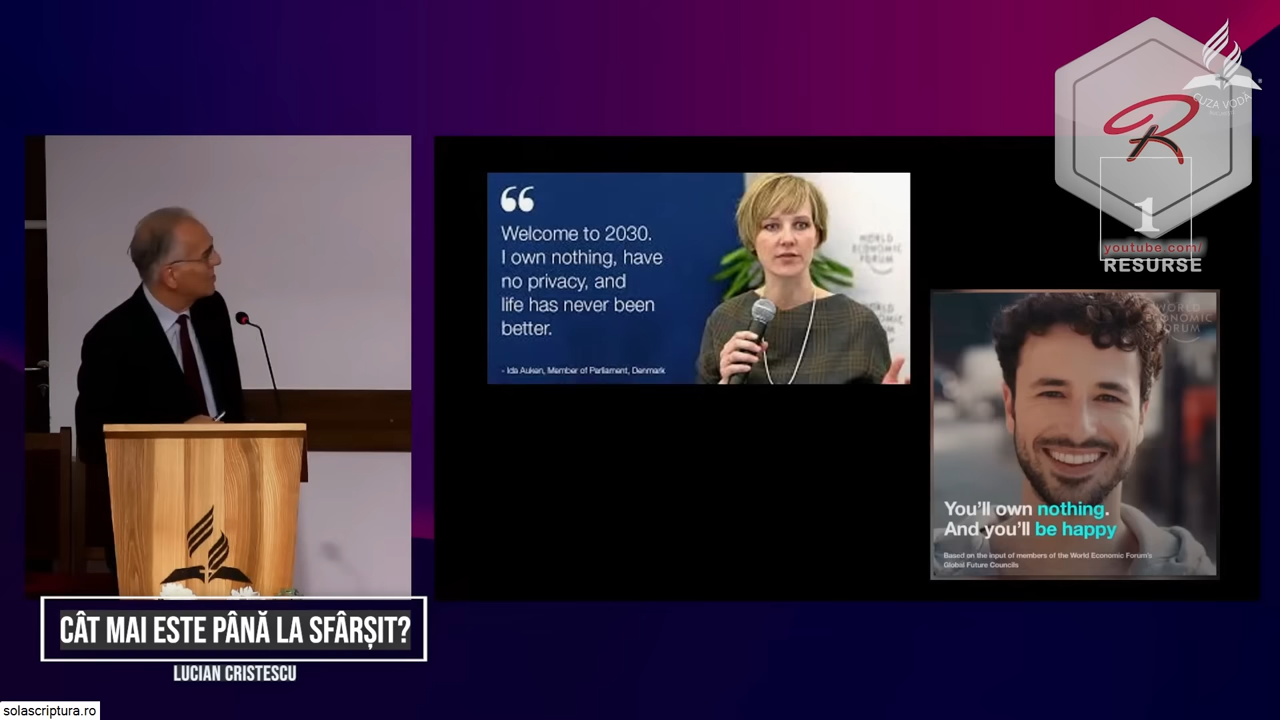 CUZA VODĂ
R
1
youtube com/
RESURSE
“
Welcome to 2030.
I own nothing, have
no privacy, and
life has never been
better.
- Ida Auken, Member of Parliament, Denmark
WORLD
ECONOMIC
FORUM
WORLD
ECONOMIC
FORUM
You'll own nothing.
And you'll be happy
Based on the input of members of the World Economic Forum's
Global Future Councils
CÂT MAI ESTE PÂNĂ LA SFÂRȘIT?
LUCIAN CRISTESCU
solascriptura.ro